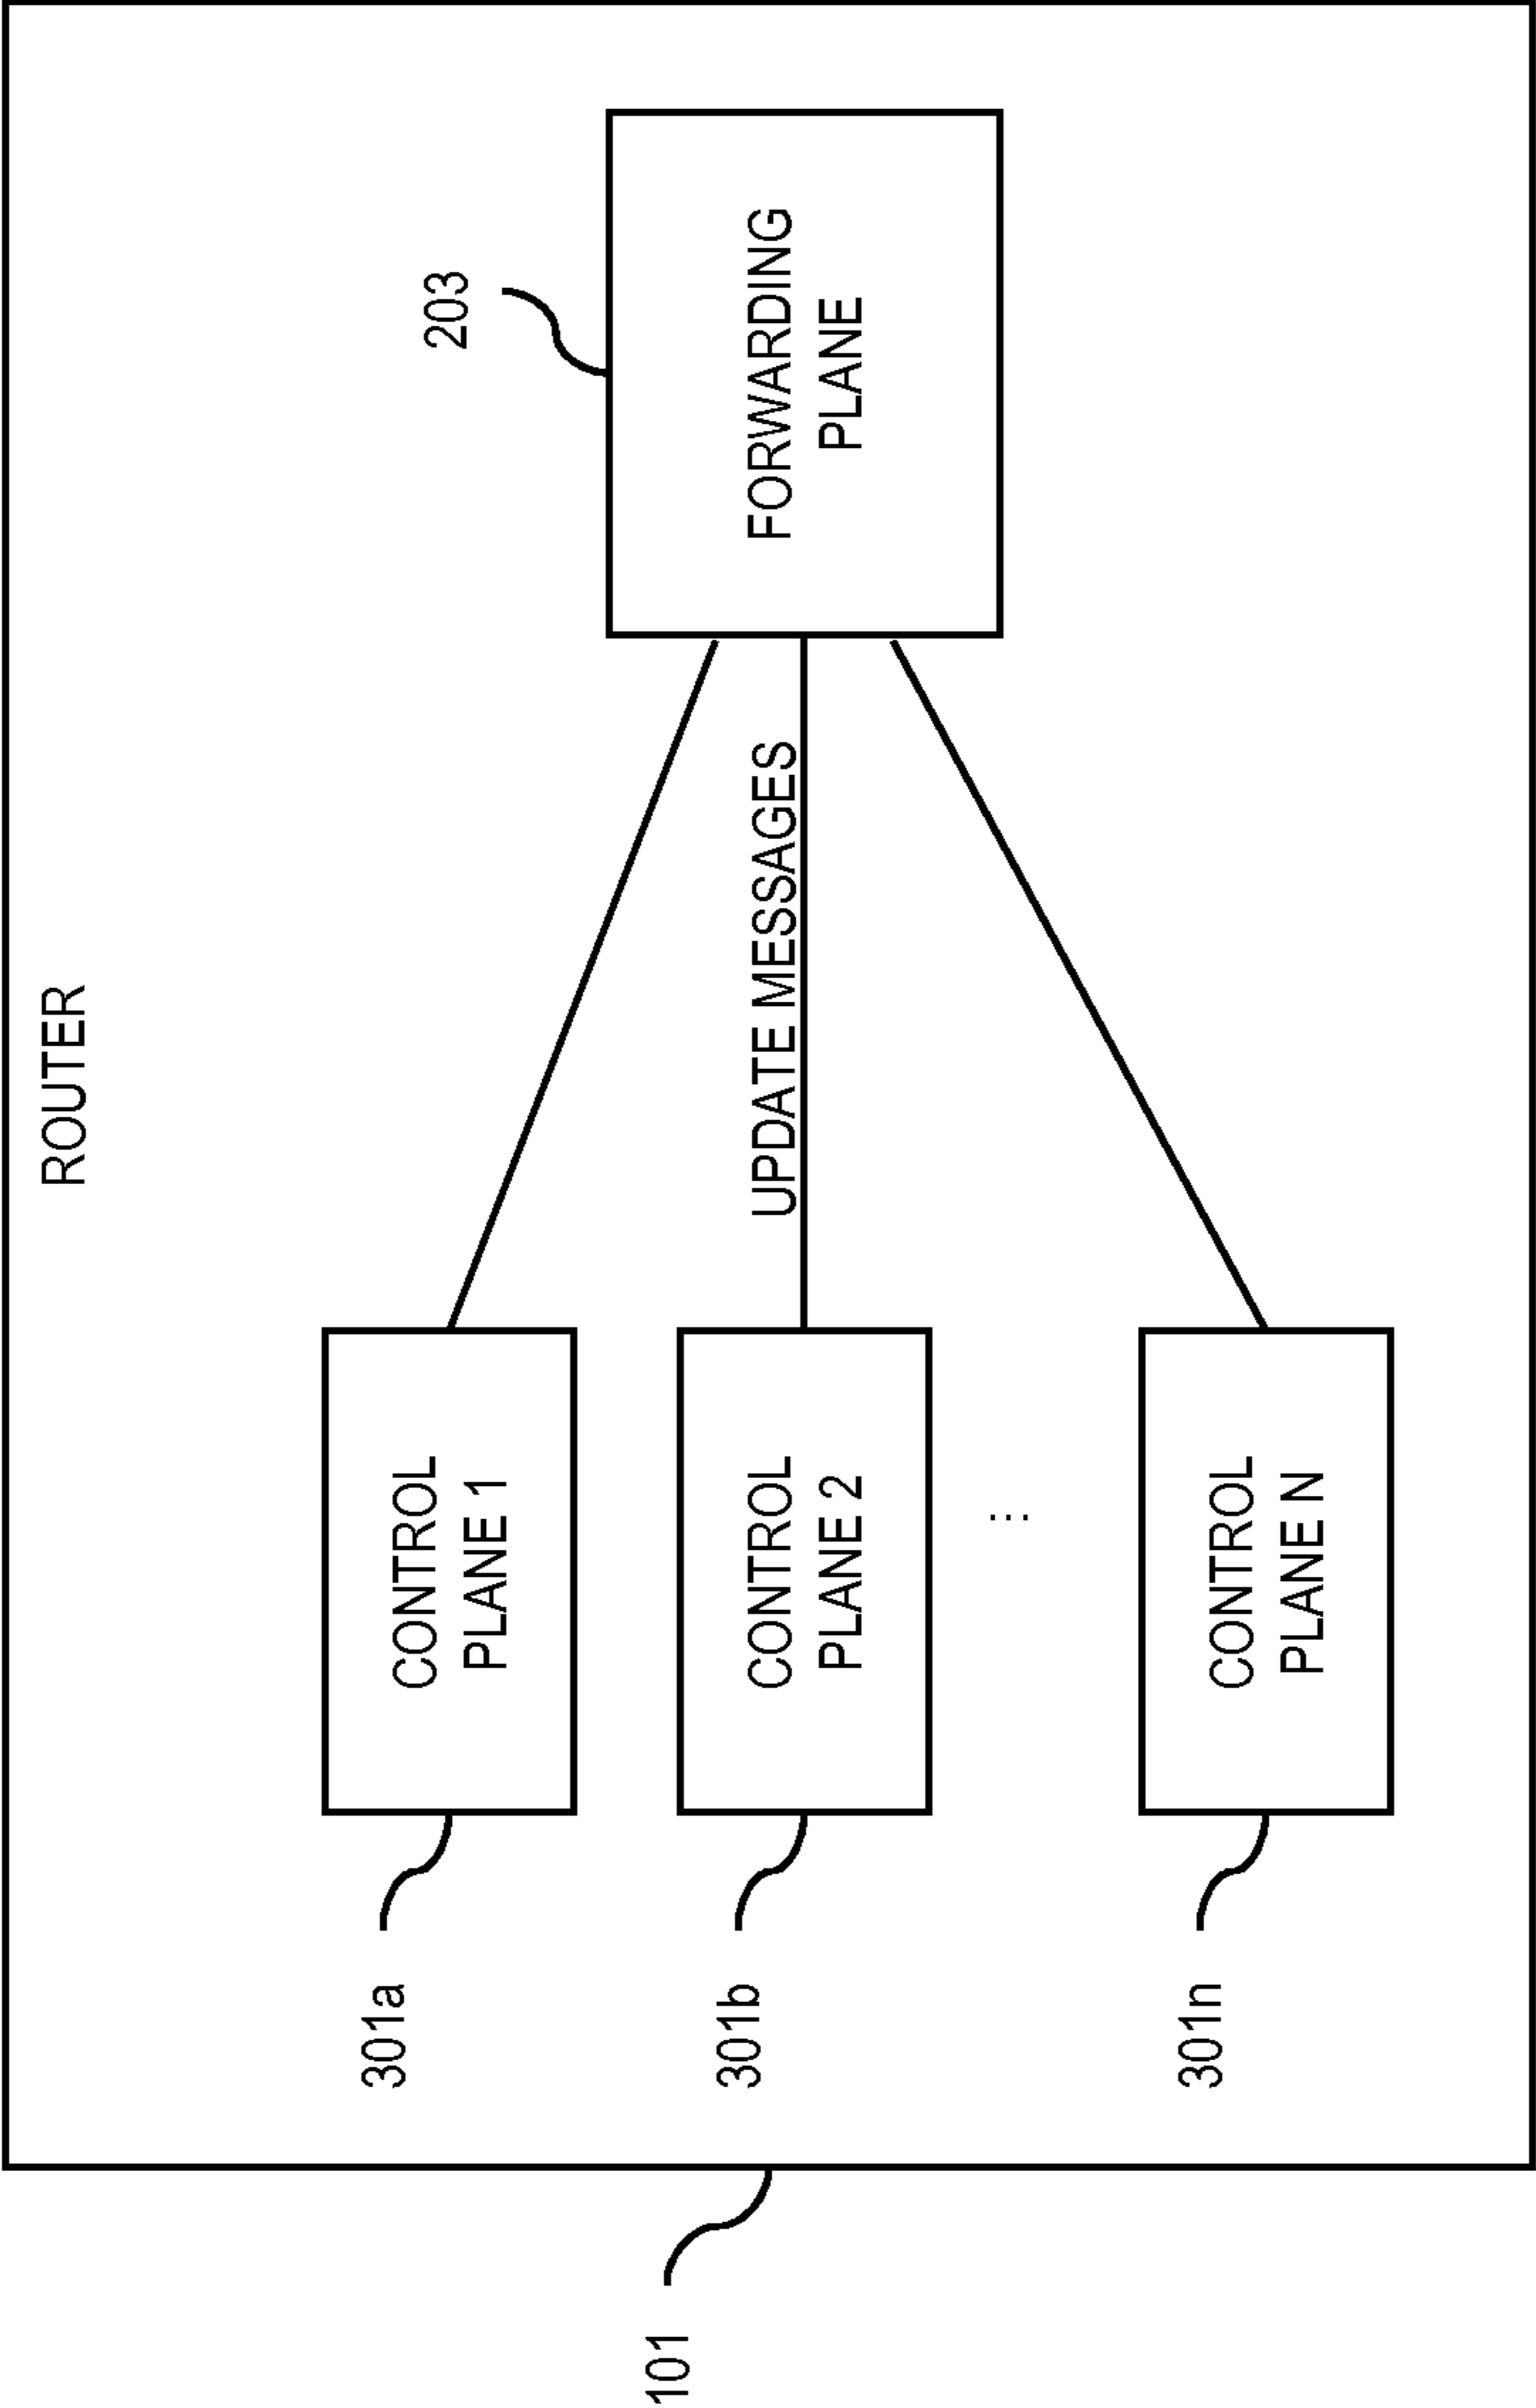 ROUTER
203
FORWARDING
PLANE
UPDATE MESSAGES
CONTROL
PLANE 1
301a
CONTROL
PLANE 2
301b
...
CONTROL
PLANE N
301n
101